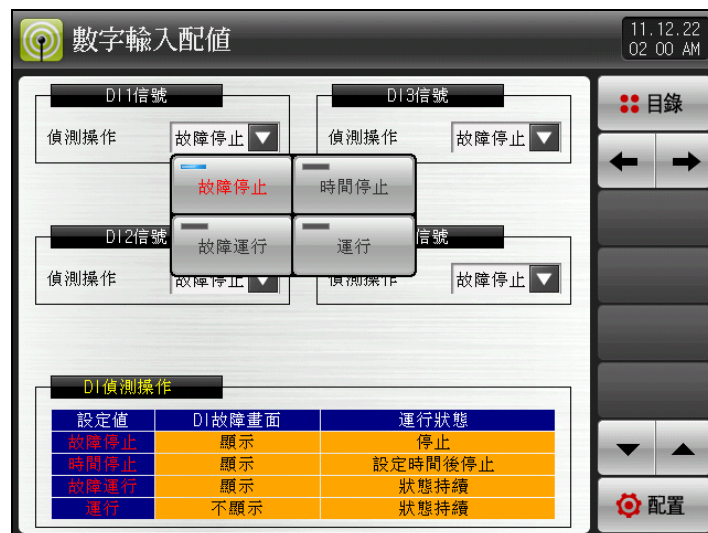 數字輸入配值
11.12.22
02 00 AM
DI1信號
DI3信號
目錄
偵測操作
故障停止
偵測操作
故障停止
故障停止
時間停止
故障運行
運行
DI2信號
信號
偵測操作
故障停止
偵測操作
故障停止
DI偵測操作
設定值 DI故障畫面 運行狀態
故障停止 顯示 停止
時間停止 顯示 設定時間後停止
故障運行 顯示 狀態持續
運行 不顯示 狀態持續
配置